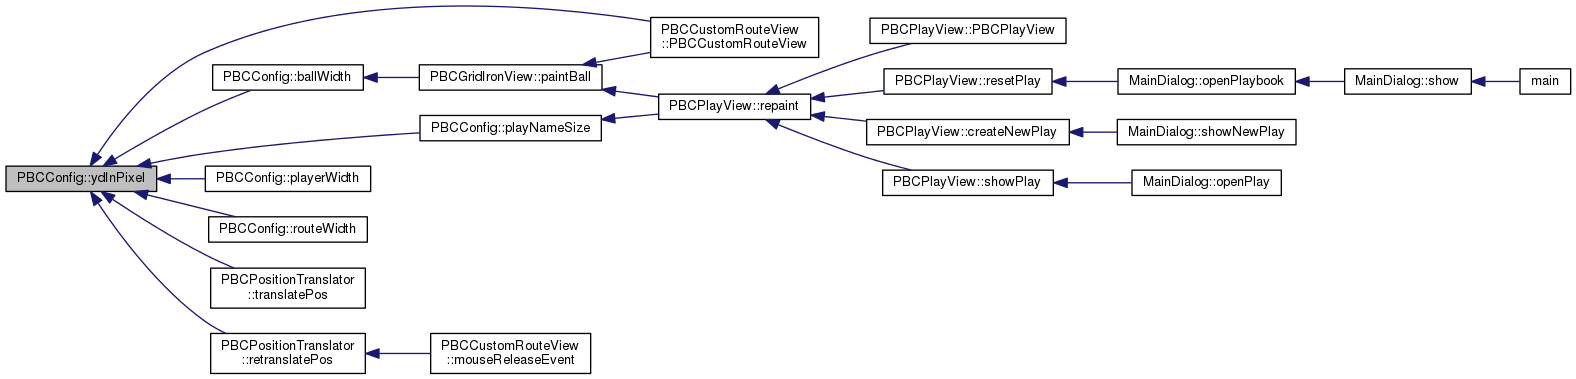 PBCConfig::ydInPixel
PBCCustomRouteView
::PBCCustomRouteView
PBCConfig::ballWidth
PBCGridIronView::paintBall
PBCConfig::playNameSize
PBCConfig::playerWidth
PBCConfig::routeWidth
PBCPositionTranslator
::translatePos
PBCPositionTranslator
::retranslatePos
PBCCustomRouteView
::mouseReleaseEvent
PBCPlayView::repaint
PBCPlayView::PBCPlayView
PBCPlayView::resetPlay
MainDialog::openPlaybook
MainDialog::show
main
PBCPlayView::createNewPlay
MainDialog::showNewPlay
PBCPlayView::showPlay
MainDialog::openPlay